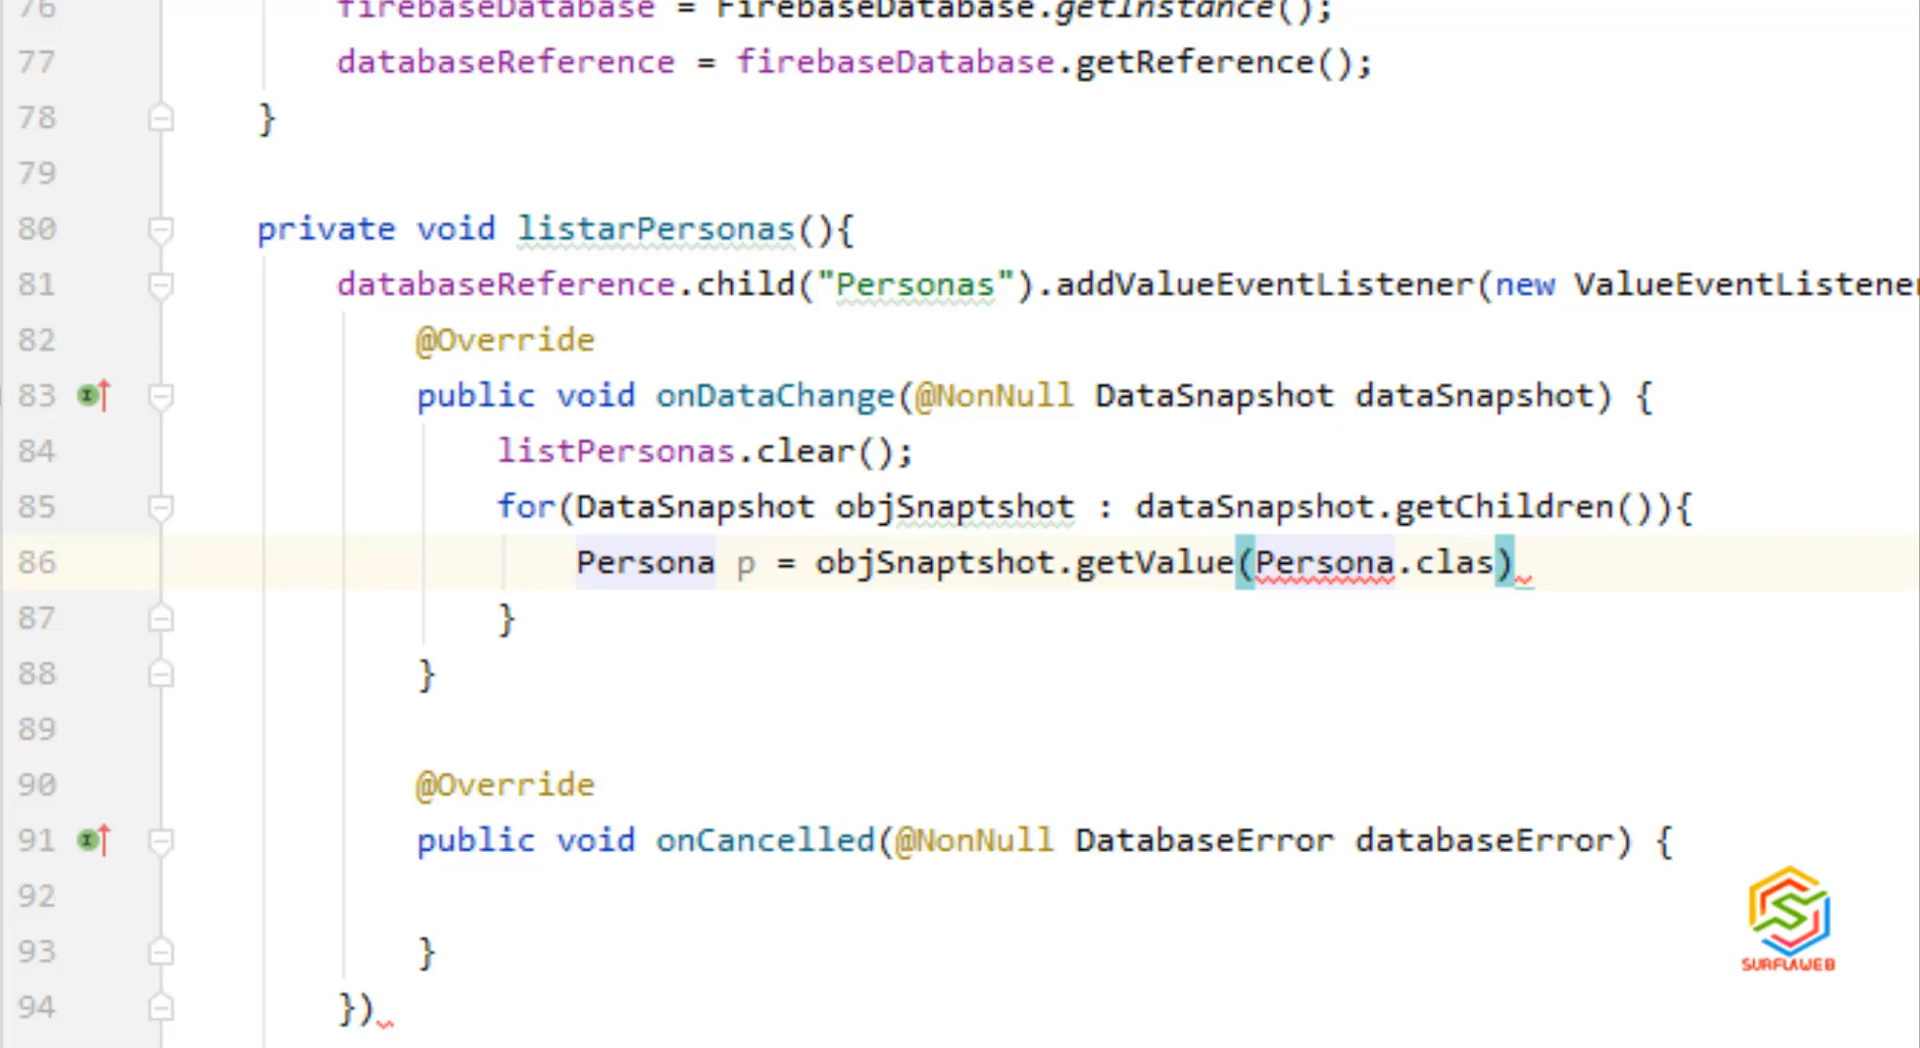 76 firebaseDatabase = FirebaseDatabase.getInstance();
77 databaseReference = firebaseDatabase.getReference();
78 }
79
80 private void listarPersonas(){
81 databaseReference.child("Personas").addValueEventListener(new ValueEventListener
82 @Override
83 public void onDataChange(@NonNull DataSnapshot dataSnapshot) {
84 listPersonas.clear();
85 for(DataSnapshot objSnaptshot : dataSnapshot.getChildren()){
86 Persona p = objSnaptshot.getValue(Persona.clas)
87 }
88 }
89
90 @Override
91 public void onCancelled(@NonNull DatabaseError databaseError) {
92
93 }
94 })
SURFLAWEB